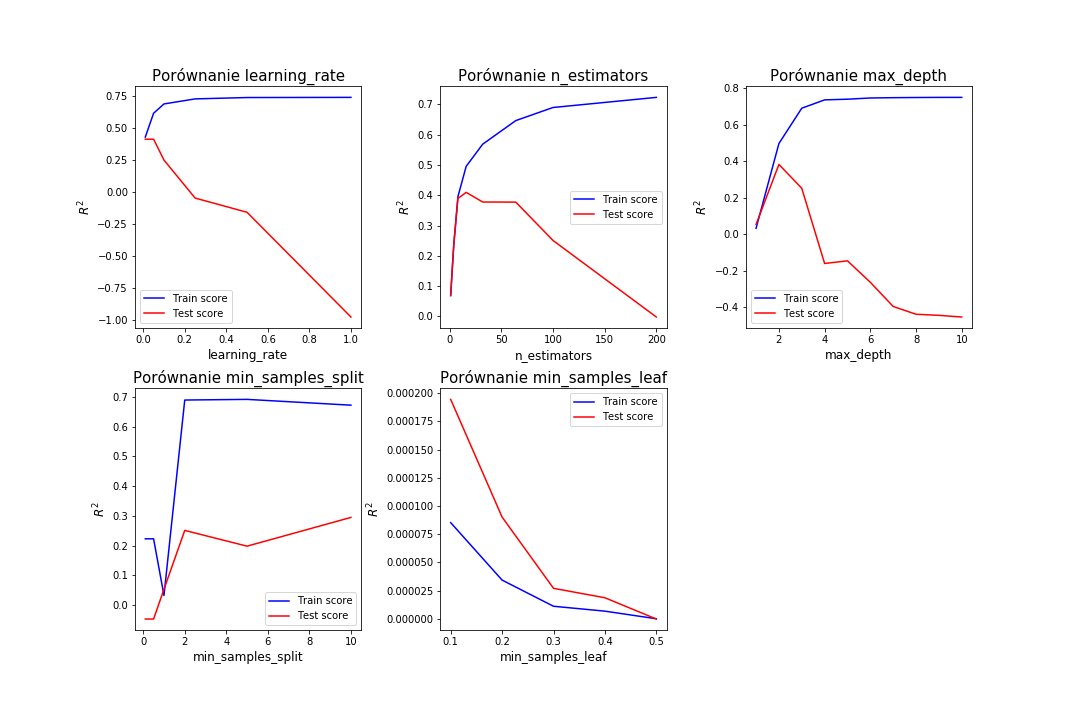 Porównanie learning_rate
0.75
0.50
0.25
0.00
−0.25
−0.50
−0.75
−1.00
R²
Train score
Test score
0.0 0.2 0.4 0.6 0.8 1.0
learning_rate
Porównanie n_estimators
0.7
0.6
0.5
0.4
0.3
0.2
0.1
0.0
R²
Train score
Test score
0 50 100 150 200
n_estimators
Porównanie max_depth
0.8
0.6
0.4
0.2
0.0
−0.2
−0.4
R²
Train score
Test score
2 4 6 8 10
max_depth
Porównanie min_samples_split
0.7
0.6
0.5
0.4
0.3
0.2
0.1
0.0
R²
Train score
Test score
0 2 4 6 8 10
min_samples_split
Porównanie min_samples_leaf
0.000200
0.000175
0.000150
0.000125
0.000100
0.000075
0.000050
0.000025
0.000000
R²
Train score
Test score
0.1 0.2 0.3 0.4 0.5
min_samples_leaf